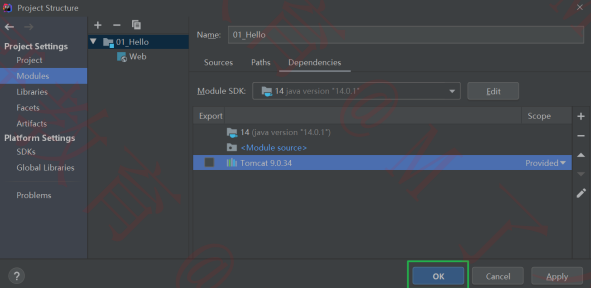 Project Structure
Project Settings
Project
Modules
Libraries
Facets
Artifacts
Platform Settings
SDKs
Global Libraries
Problems
01_Hello
Web
Name: 01_Hello
Sources Paths Dependencies
Module SDK: 14 java version "14.0.1" Edit
Export Scope
14 (java version "14.0.1")
<Module source>
Tomcat 9.0.34 Provided
? OK Cancel Apply